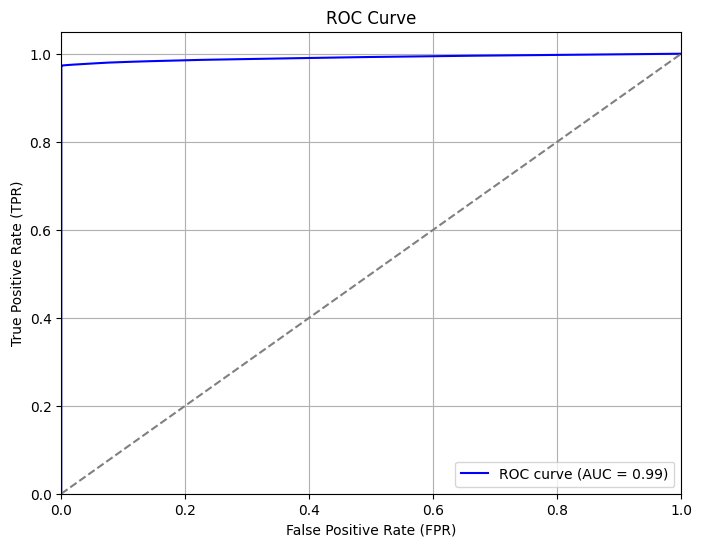 ROC Curve
True Positive Rate (TPR)
1.0
0.8
0.6
0.4
0.2
0.0
ROC curve (AUC = 0.99)
0.0 0.2 0.4 0.6 0.8 1.0
False Positive Rate (FPR)